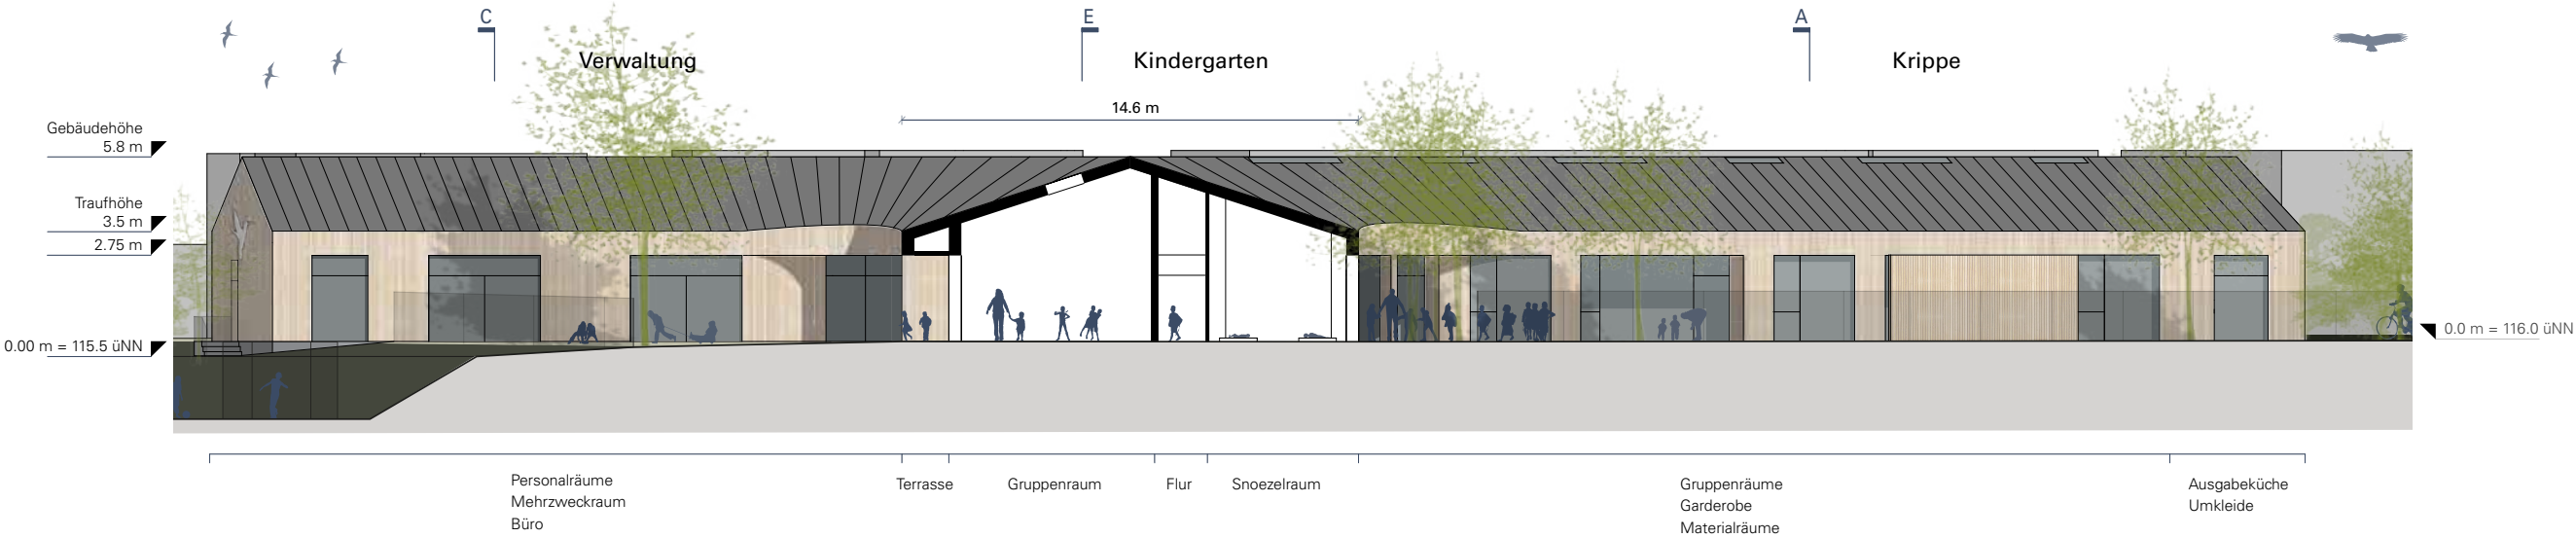 C
E
A
Verwaltung
Kindergarten
Krippe
14.6 m
Gebäudehöhe
5.8 m
Traufhöhe
3.5 m
2.75 m
0.00 m = 115.5 üNN
0.0 m = 116.0 üNN
Personalräume
Mehrzweckraum
Büro
Terrasse
Gruppenraum
Flur
Snoezelraum
Gruppenräume
Garderobe
Materialräume
Ausgabeküche
Umkleide